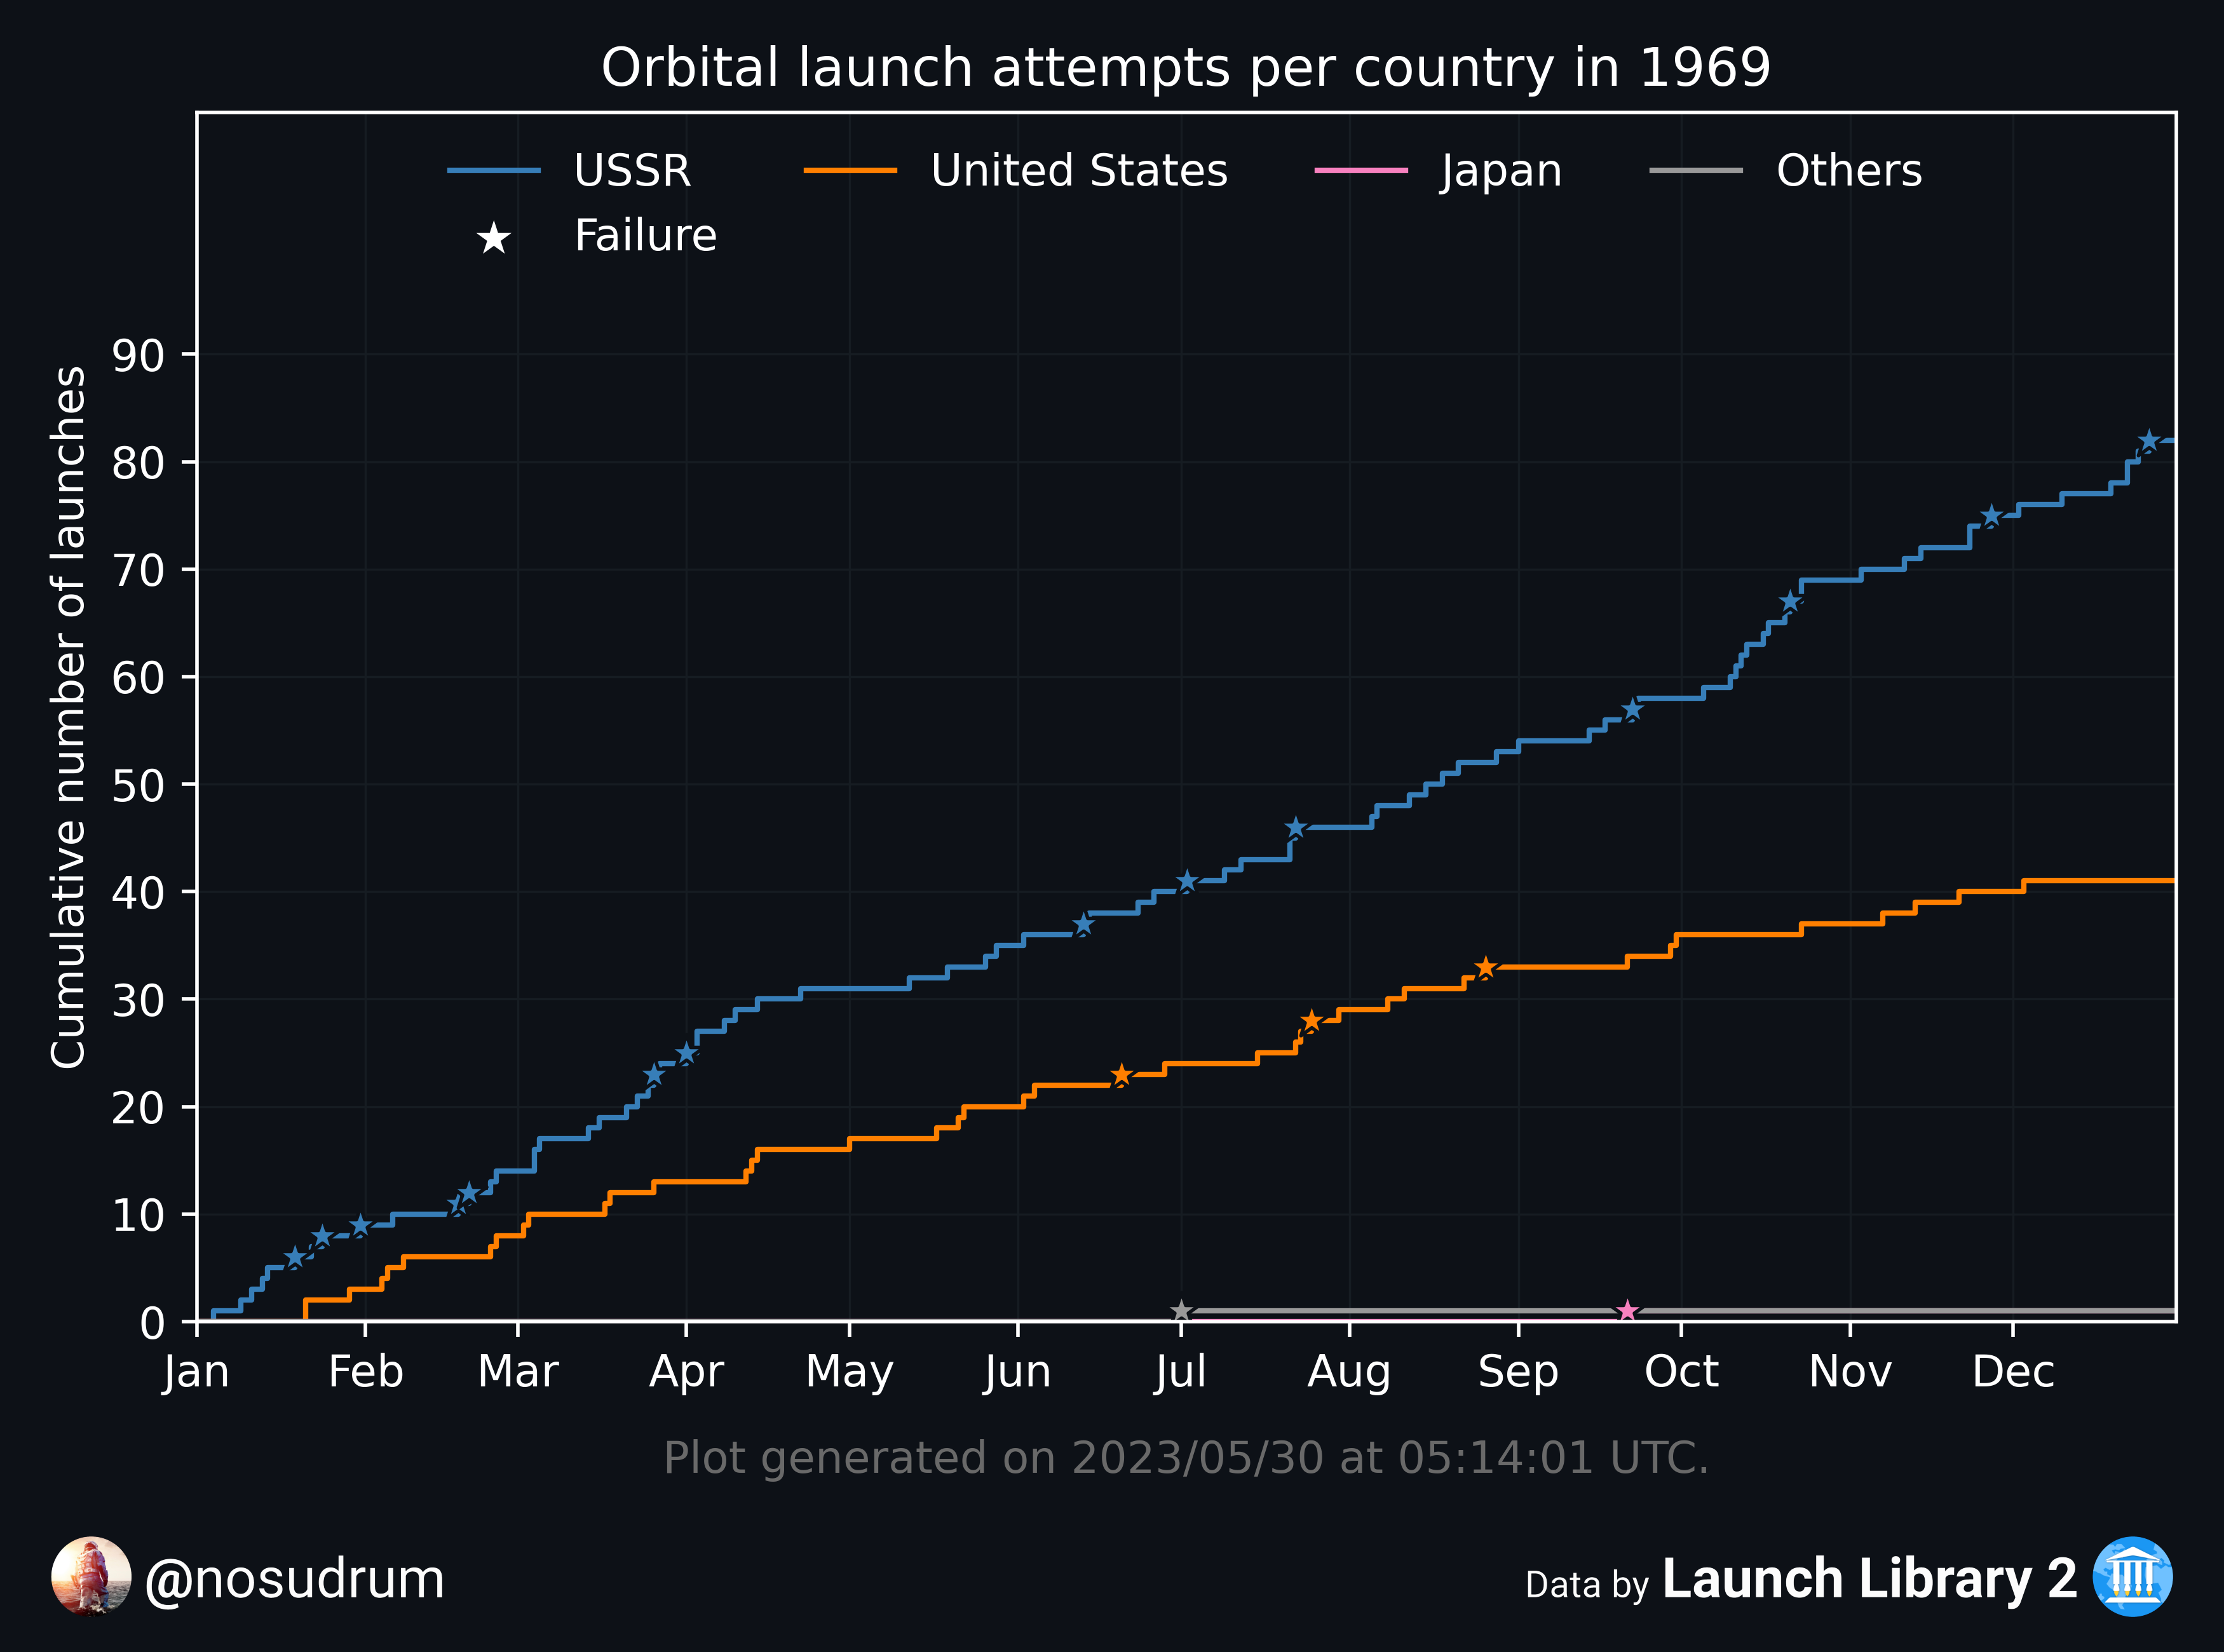 Orbital launch attempts per country in 1969
USSR United States Japan Others
Failure
Cumulative number of launches
90
80
70
60
50
40
30
20
10
0
Jan Feb Mar Apr May Jun Jul Aug Sep Oct Nov Dec
Plot generated on 2023/05/30 at 05:14:01 UTC.
@nosudrum
Data by Launch Library 2